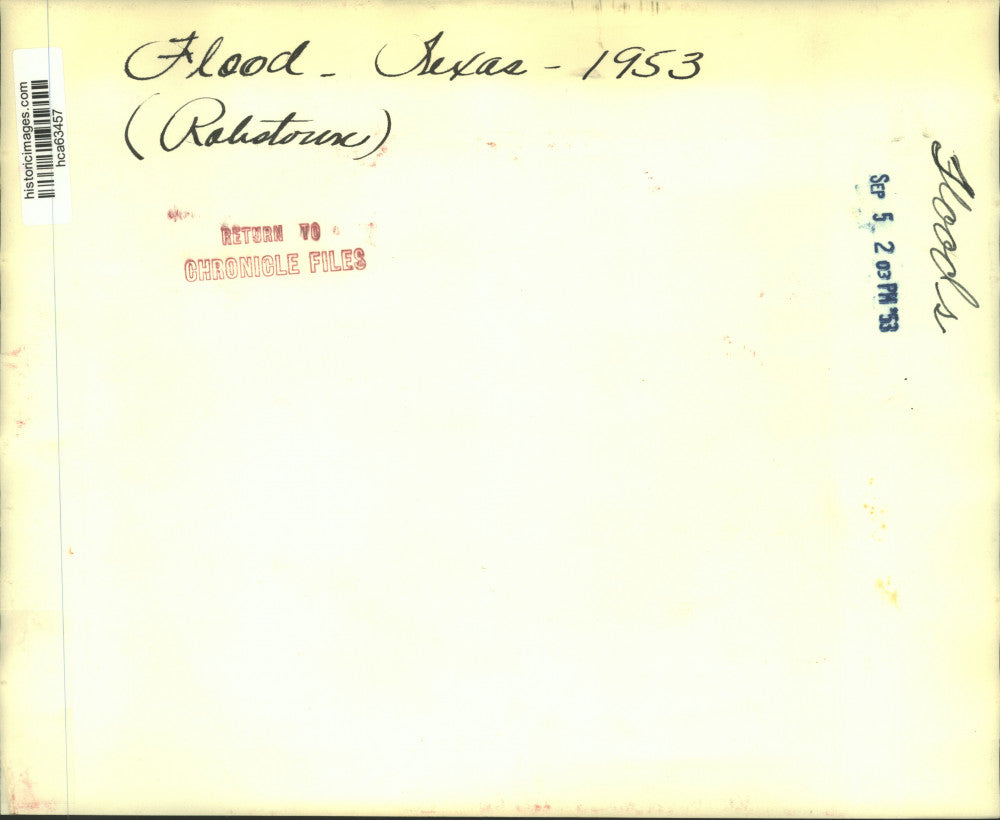 Flood - Texas - 1953
(Robstown)
historicimages.com
hca63457
RETURN TO
CHRONICLE FILES
SEP 5 2 03 PM '53
Floods